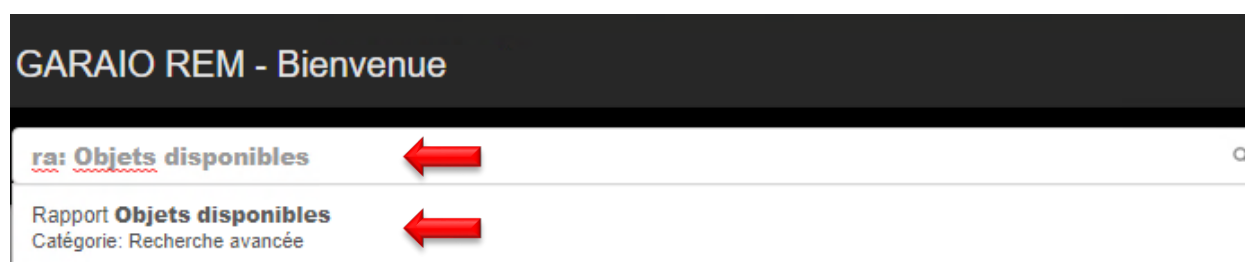 GARAIO REM - Bienvenue
ra: Objets disponibles
Rapport Objets disponibles
Catégorie: Recherche avancée